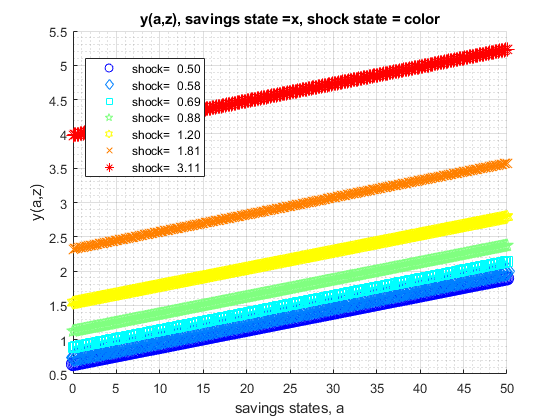 y(a,z), savings state =x, shock state = color
5.5
5
4.5
4
3.5
3
2.5
2
1.5
1
0.5
y(a,z)
shock= 0.50
shock= 0.58
shock= 0.69
shock= 0.88
shock= 1.20
shock= 1.81
shock= 3.11
0 5 10 15 20 25 30 35 40 45 50
savings states, a